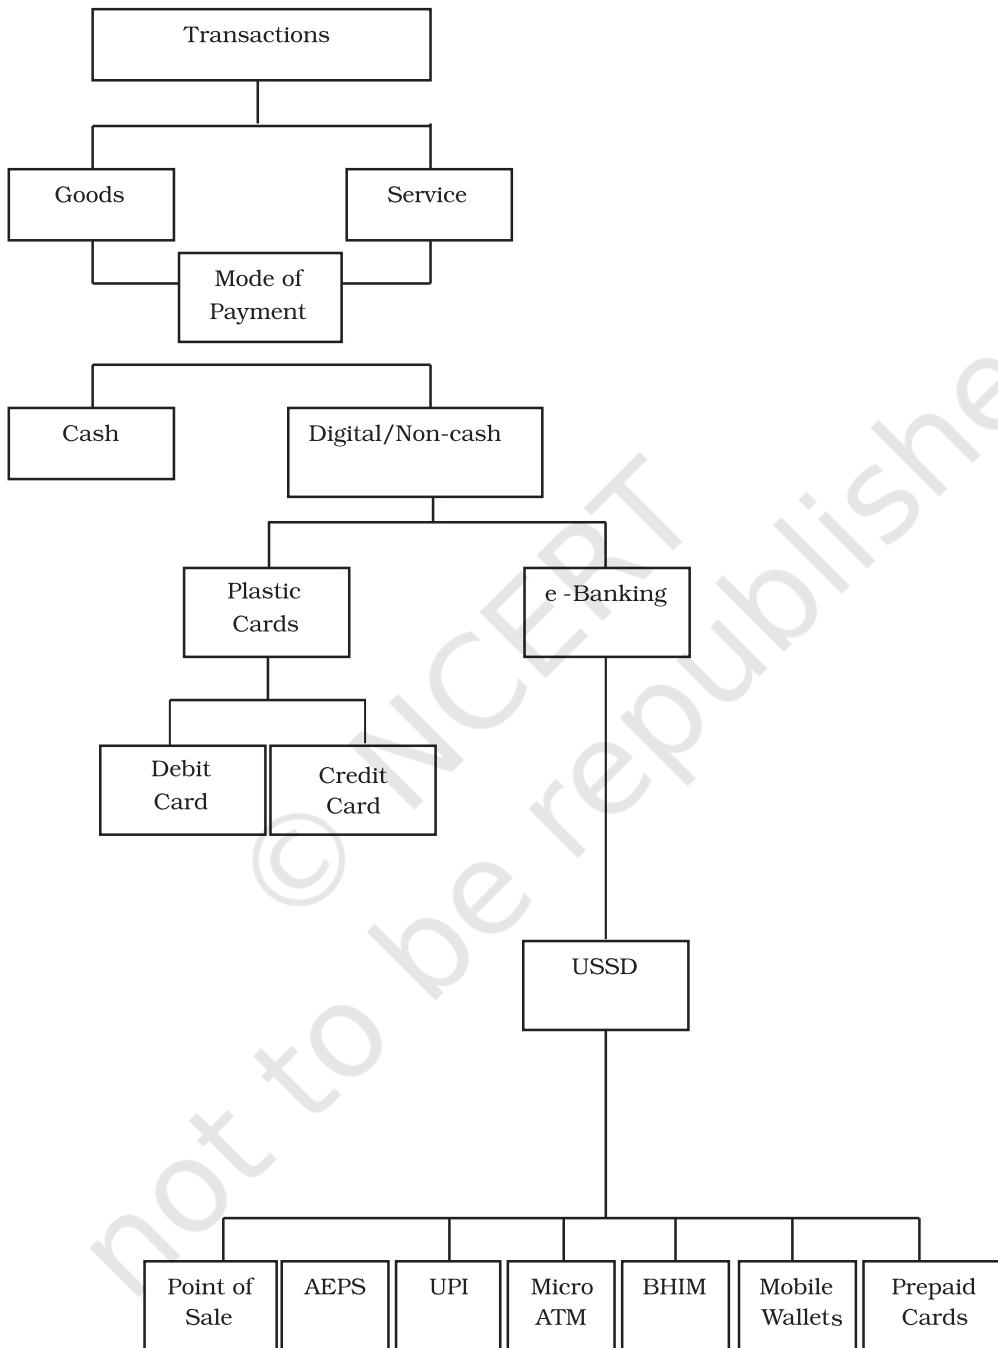 Transactions
Goods
Service
Mode of
Payment
Cash
Digital/Non-cash
Plastic
Cards
e -Banking
Debit
Card
Credit
Card
USSD
Point of
Sale
AEPS
UPI
Micro
ATM
BHIM
Mobile
Wallets
Prepaid
Cards
© NCERT
not to be republishe